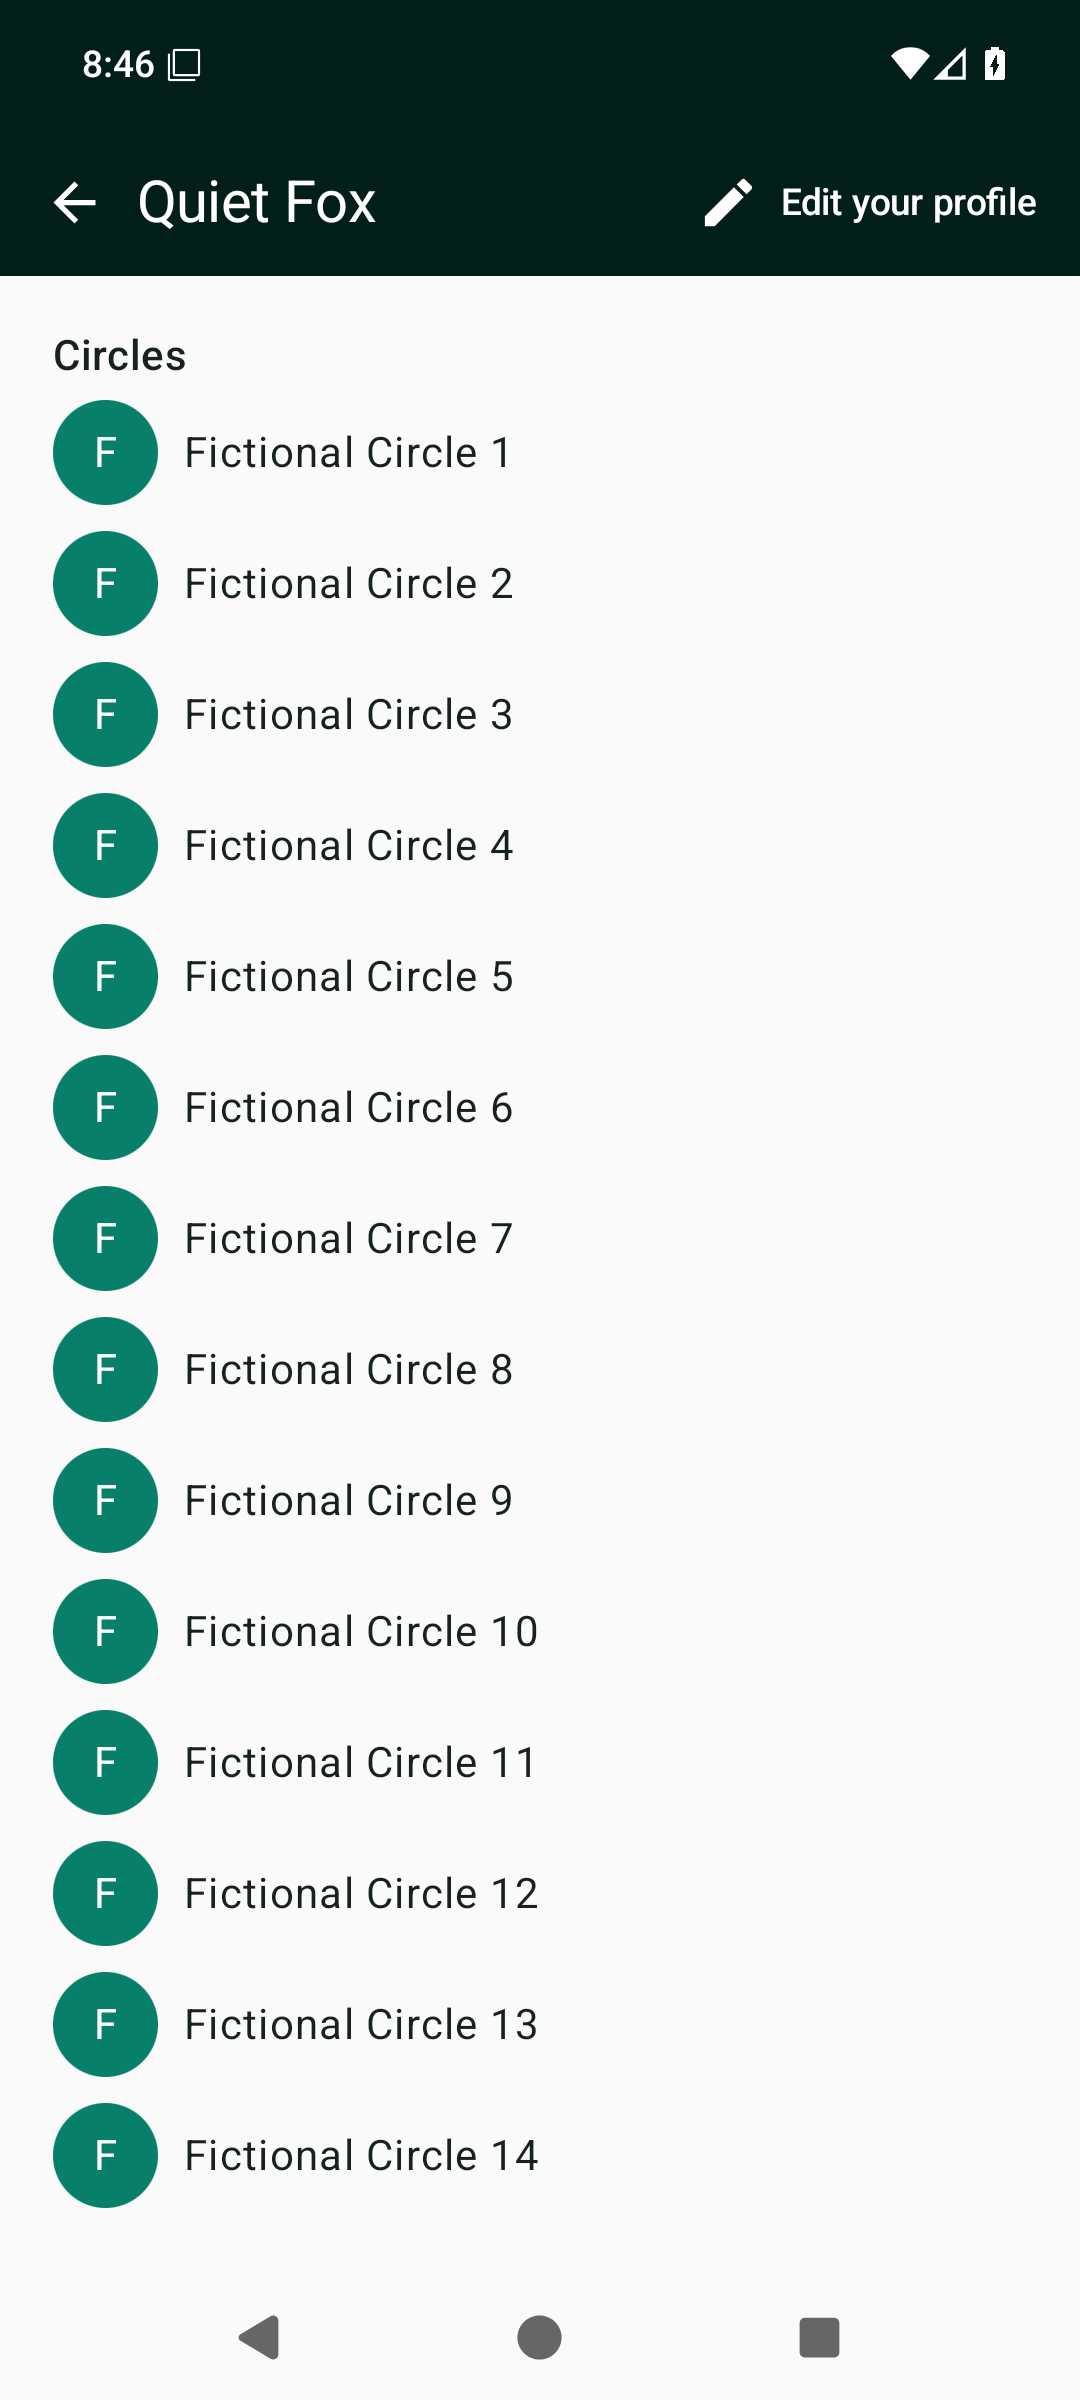 8:46
Quiet Fox
Edit your profile
Circles
F Fictional Circle 1
F Fictional Circle 2
F Fictional Circle 3
F Fictional Circle 4
F Fictional Circle 5
F Fictional Circle 6
F Fictional Circle 7
F Fictional Circle 8
F Fictional Circle 9
F Fictional Circle 10
F Fictional Circle 11
F Fictional Circle 12
F Fictional Circle 13
F Fictional Circle 14